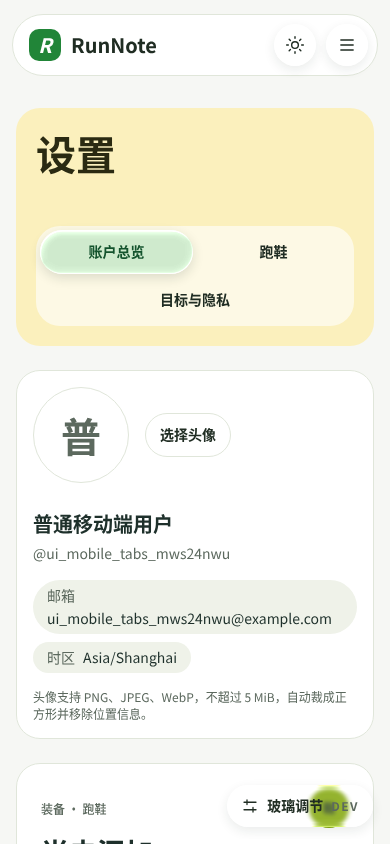 R RunNote
设置
账户总览 跑鞋
目标与隐私
普 选择头像
普通移动端用户
@ui_mobile_tabs_mws24nwu
邮箱
ui_mobile_tabs_mws24nwu@example.com
时区 Asia/Shanghai
头像支持 PNG、JPEG、WebP，不超过 5 MiB，自动裁成正
方形并移除位置信息。
装备 · 跑鞋
玻璃调节 DEV